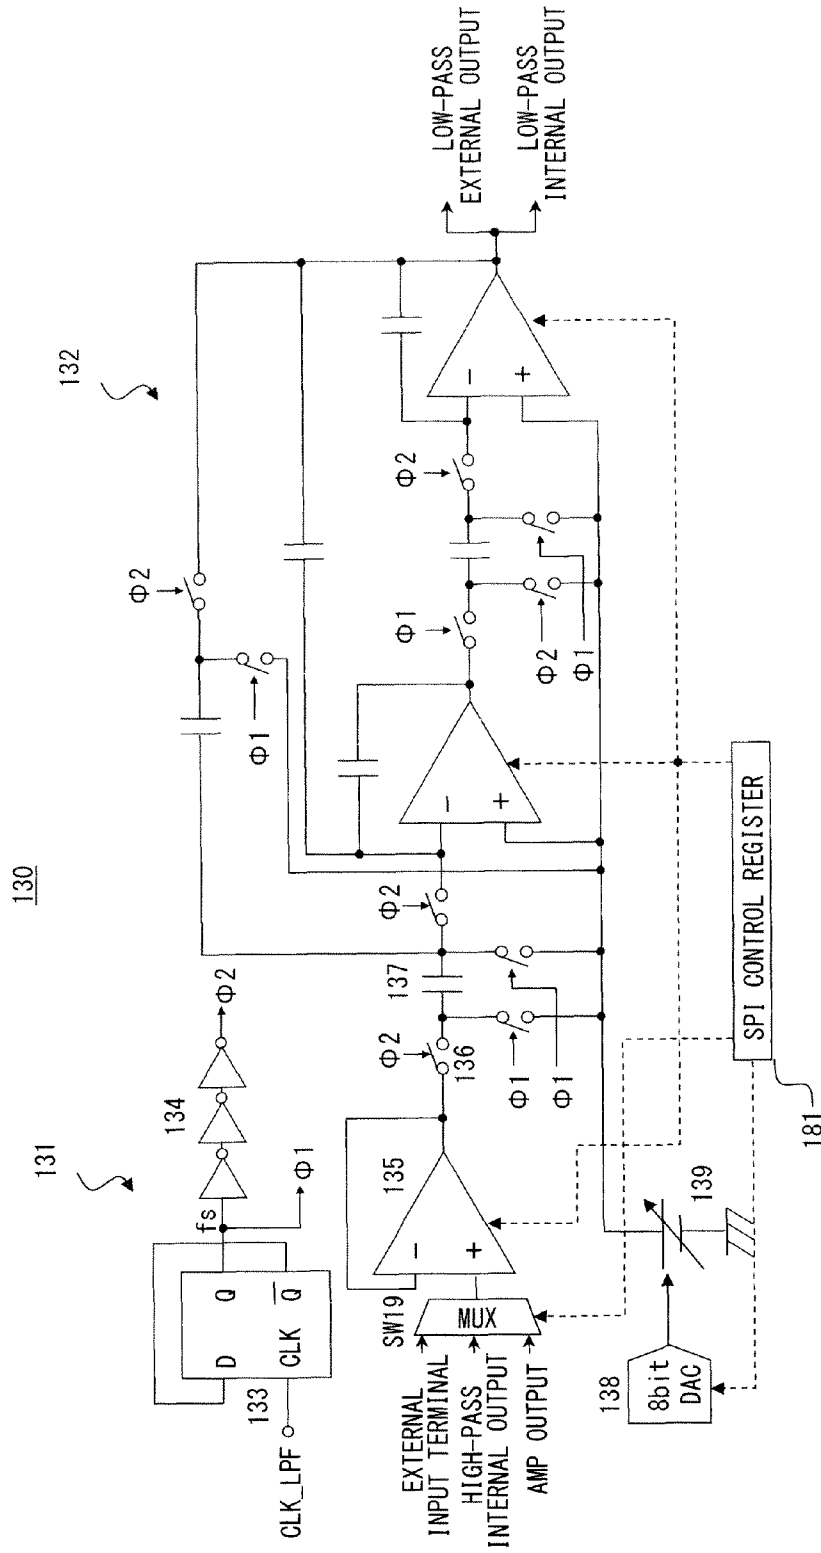 130
131
132
133
D
Q
CLK
Q
CLK_LPF
fs
134
Φ2
Φ1
EXTERNAL
INPUT TERMINAL
HIGH-PASS
INTERNAL OUTPUT
AMP OUTPUT
SW19
MUX
−
+
135
Φ2
136
137
Φ2
Φ1
Φ1
−
+
Φ1
Φ2
Φ1
Φ2
Φ1
Φ2
−
+
Φ2
LOW-PASS
EXTERNAL OUTPUT
LOW-PASS
INTERNAL OUTPUT
138
8bit
DAC
139
SPI CONTROL REGISTER
181